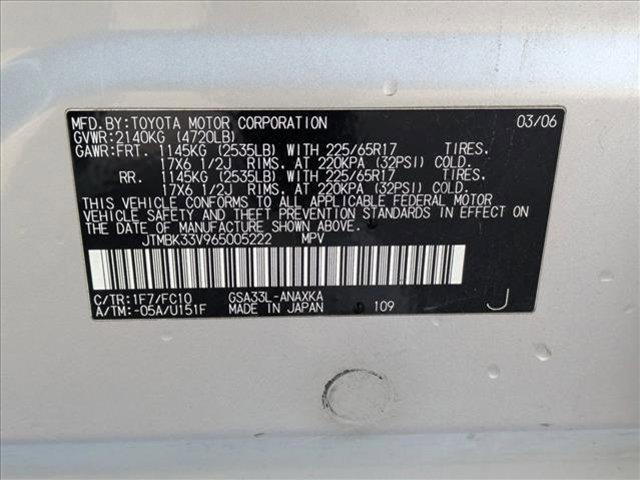 MFD.BY:TOYOTA MOTOR CORPORATION 03/06
GVWR:2140KG (4720LB)
GAWR:FRT. 1145KG (2535LB) WITH 225/65R17 TIRES,
17X6 1/2J RIMS, AT 220KPA (32PSI) COLD.
RR. 1145KG (2535LB) WITH 225/65R17 TIRES,
17X6 1/2J RIMS, AT 220KPA (32PSI) COLD.
THIS VEHICLE CONFORMS TO ALL APPLICABLE FEDERAL MOTOR
VEHICLE SAFETY AND THEFT PREVENTION STANDARDS IN EFFECT ON
THE DATE OF MANUFACTURE SHOWN ABOVE.
JTMBK33V965005222 MPV
C/TR:1F7/FC10 GSA33L-ANAXKA
A/TM:-05A/U151F MADE IN JAPAN 109 J